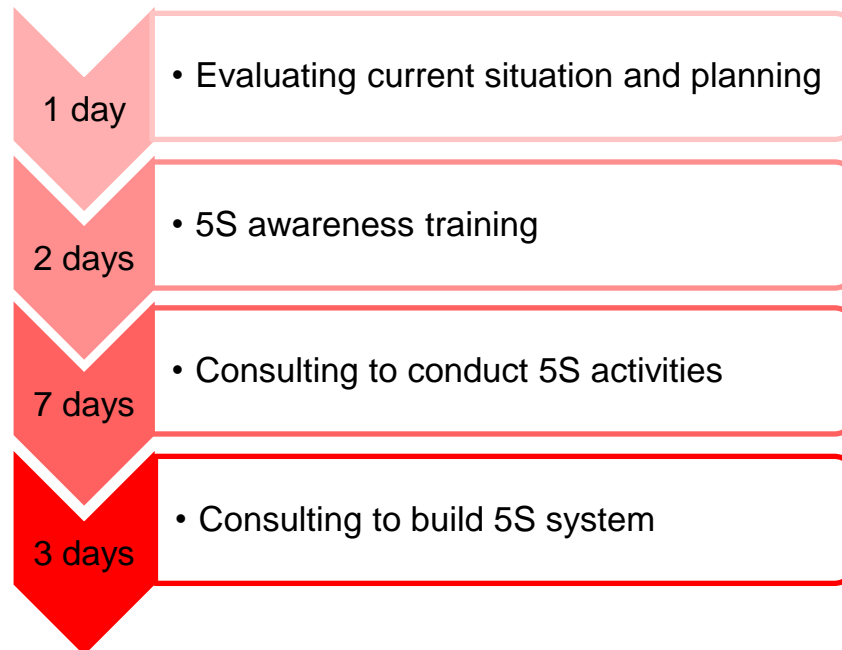 1 day
• Evaluating current situation and planning
2 days
• 5S awareness training
7 days
• Consulting to conduct 5S activities
3 days
• Consulting to build 5S system